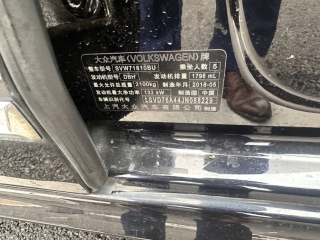 大众汽车(VOLKSWAGEN)牌
整车型号 SVW71810BU 乘坐人数 5
发动机型号 DBH 发动机排量 1798 mL
最大允许总质量 2100kg 制造年月 2018-05
发动机最大净功率 132 kW 制造国 中国
车辆识别代号
上汽大众汽车有限公司 制造